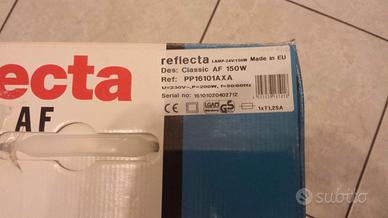 ecta
AF
reflecta LAMP-24V/150W Made in EU
Des: Classic AF 150W
Ref: PP16101AXA
U=230V~,P=200W, f=50/60Hz
Serial no: 16101020402712
1xT1,25A
subito